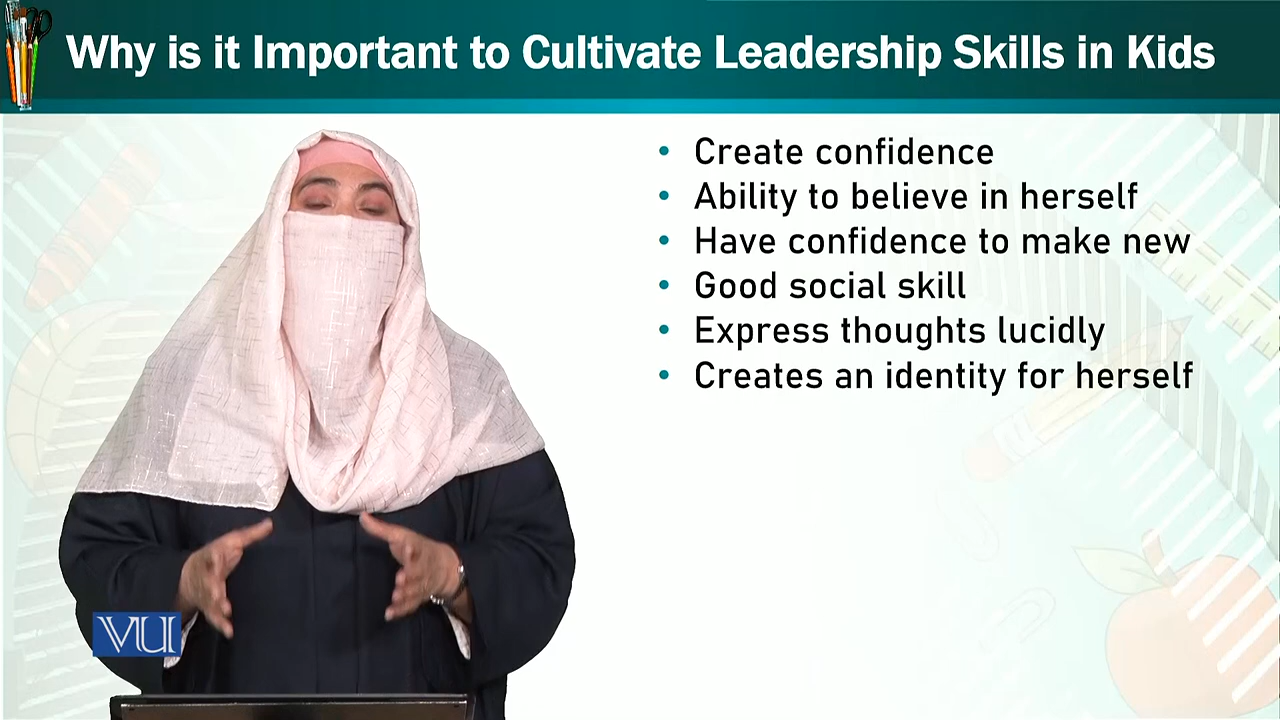 Why is it Important to Cultivate Leadership Skills in Kids
• Create confidence
• Ability to believe in herself
• Have confidence to make new
• Good social skill
• Express thoughts lucidly
• Creates an identity for herself
VU